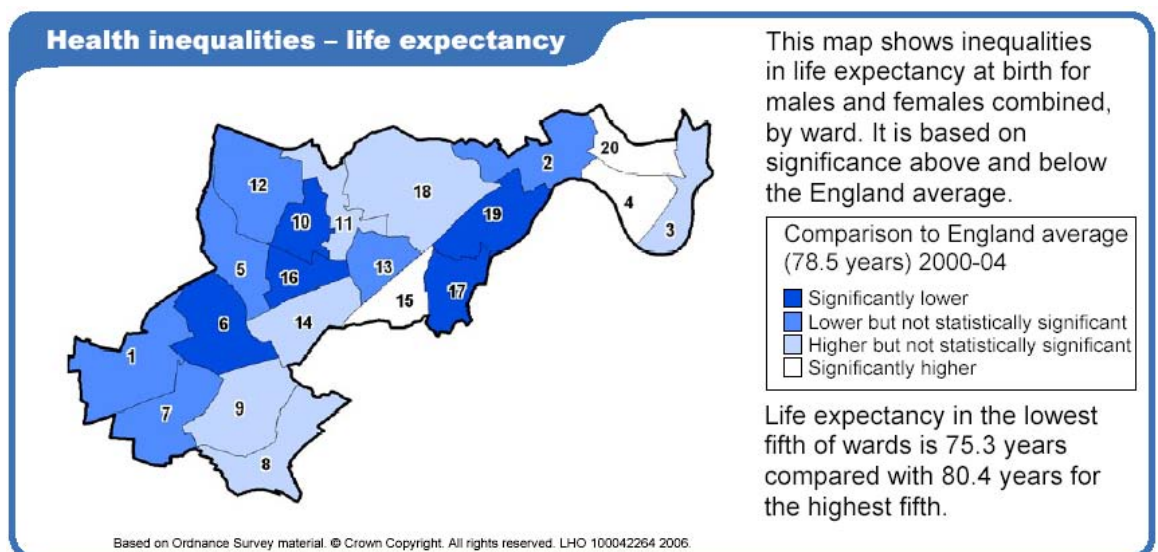 Health inequalities – life expectancy
This map shows inequalities
in life expectancy at birth for
males and females combined,
by ward. It is based on
significance above and below
the England average.
Comparison to England average
(78.5 years) 2000-04
Significantly lower
Lower but not statistically significant
Higher but not statistically significant
Significantly higher
Life expectancy in the lowest
fifth of wards is 75.3 years
compared with 80.4 years for
the highest fifth.
20
2
12
18
4
10
11
19
3
5
13
16
17
15
6
14
1
9
7
8
Based on Ordnance Survey material. © Crown Copyright. All rights reserved. LHO 100042264 2006.